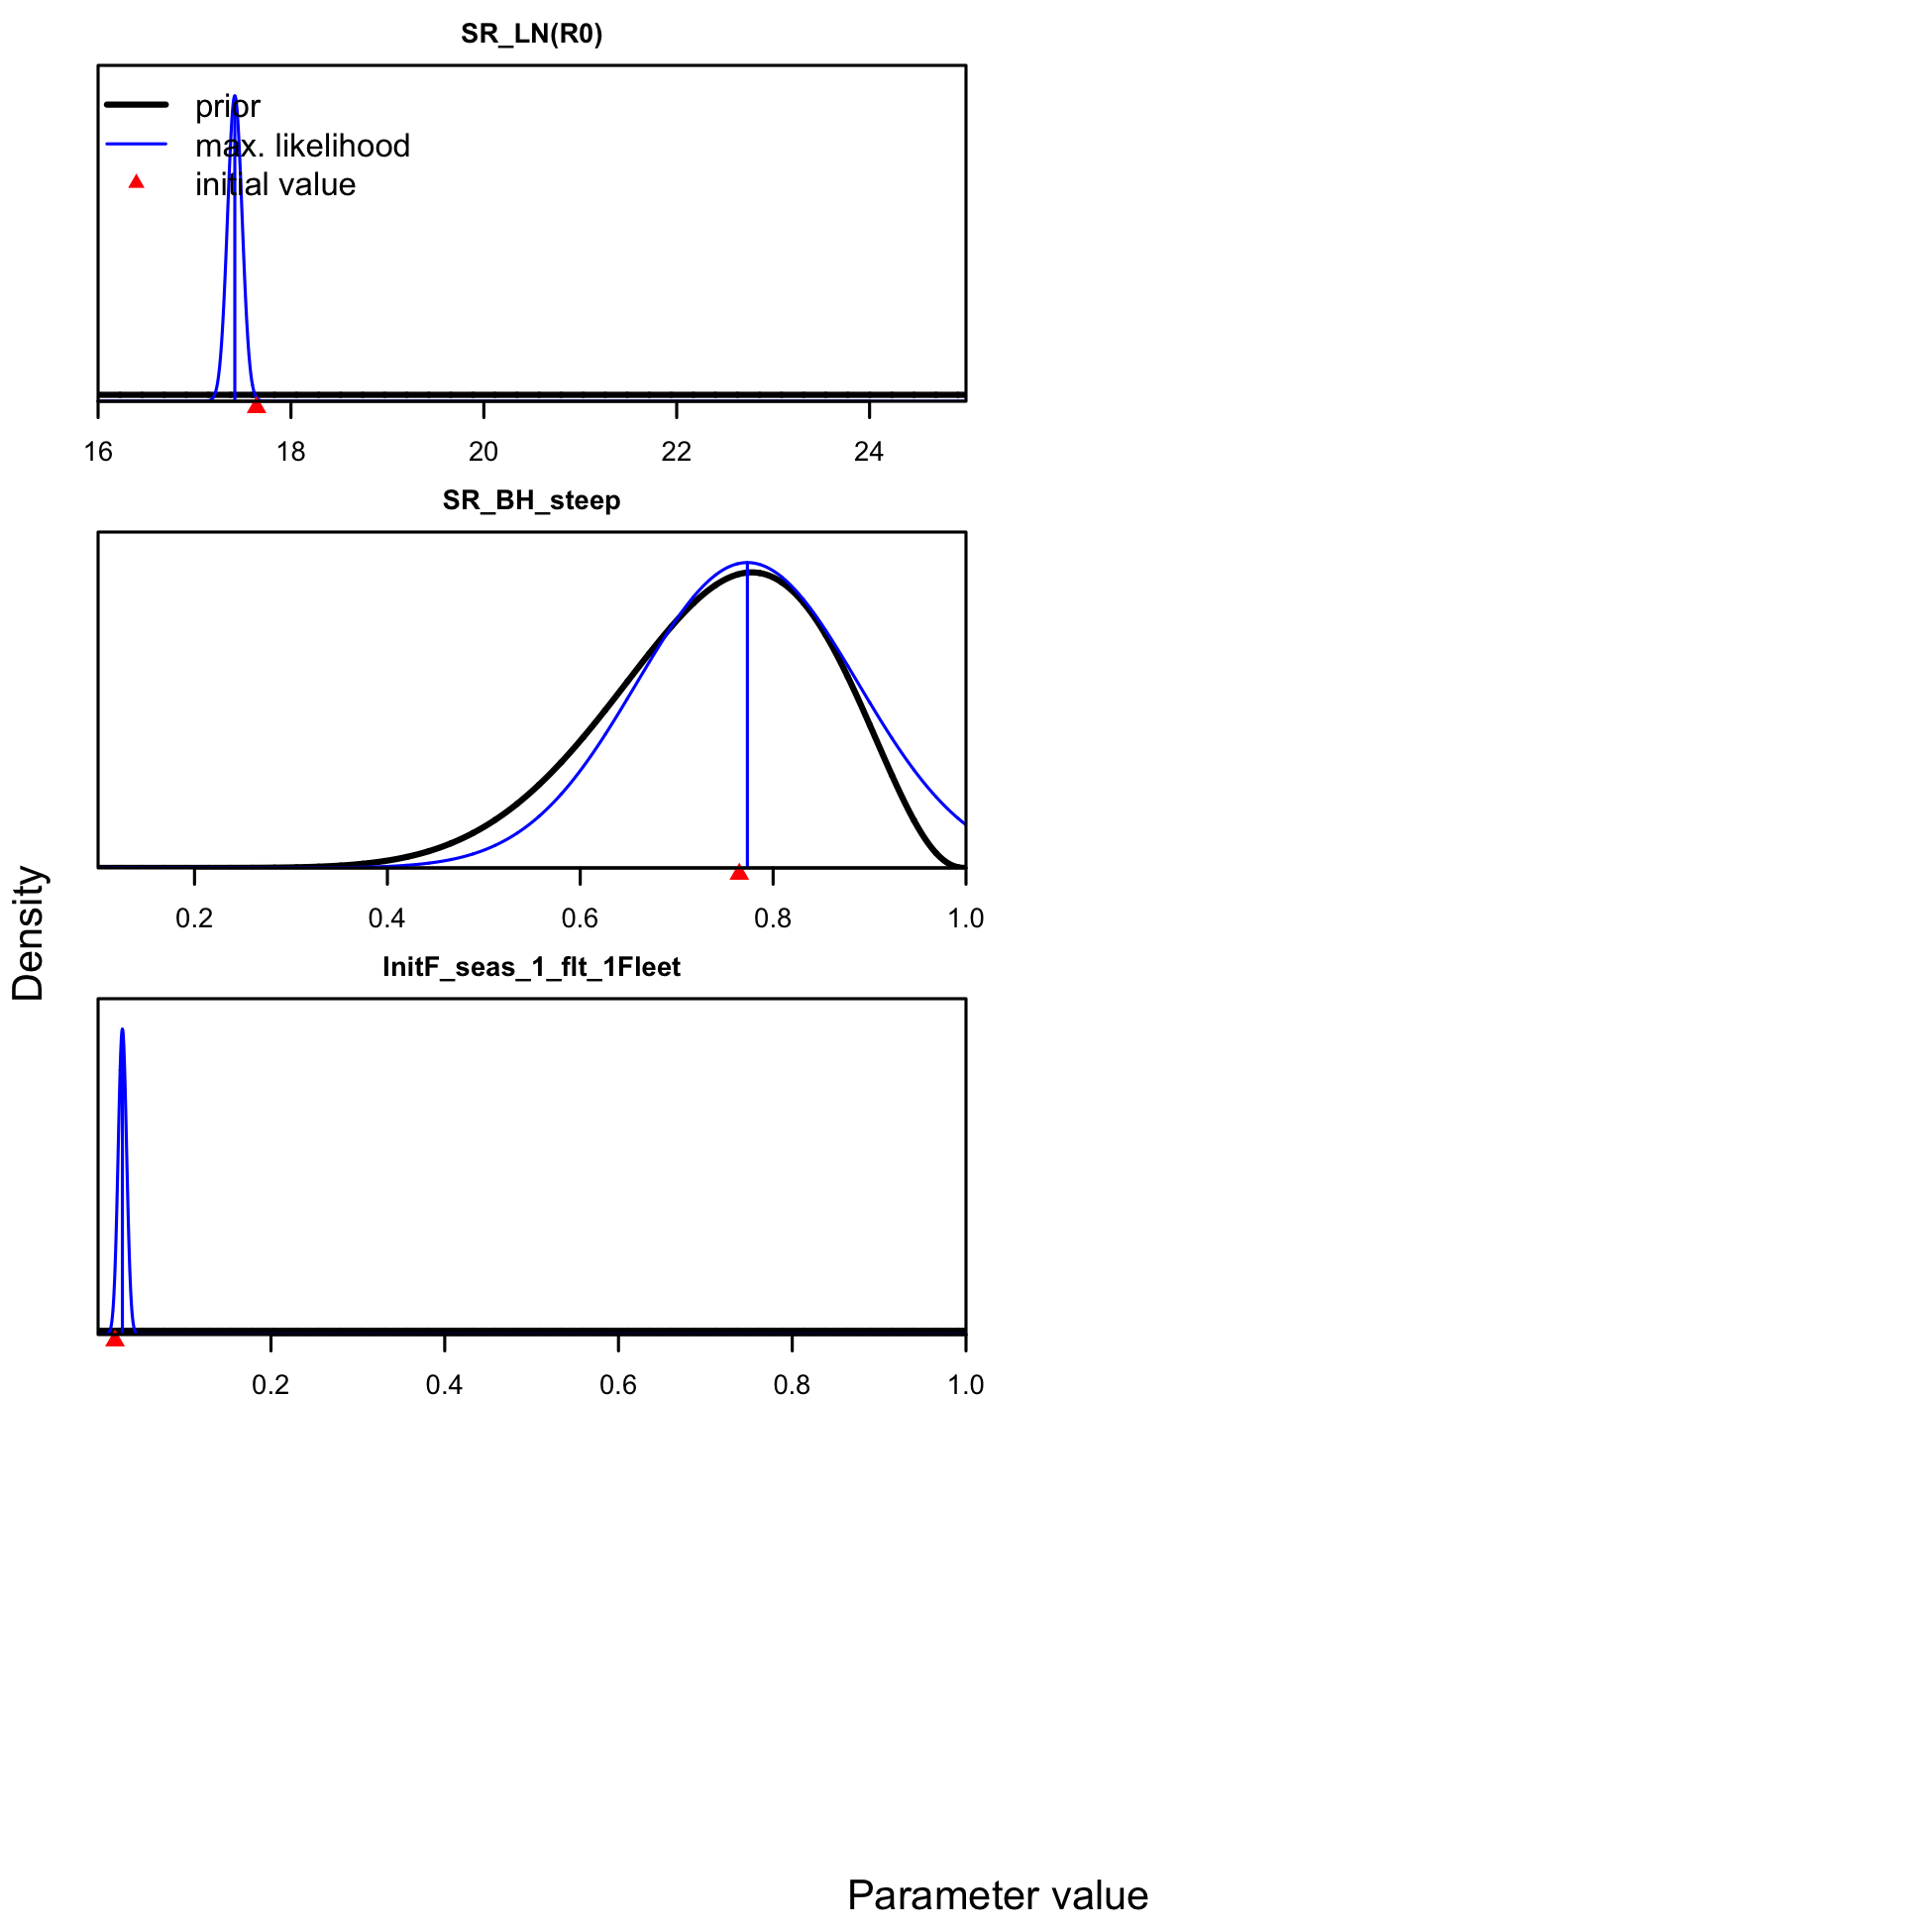 SR_LN(R0)
prior
max. likelihood
initial value
16 18 20 22 24
SR_BH_steep
0.2 0.4 0.6 0.8 1.0
InitF_seas_1_flt_1Fleet
0.2 0.4 0.6 0.8 1.0
Density
Parameter value